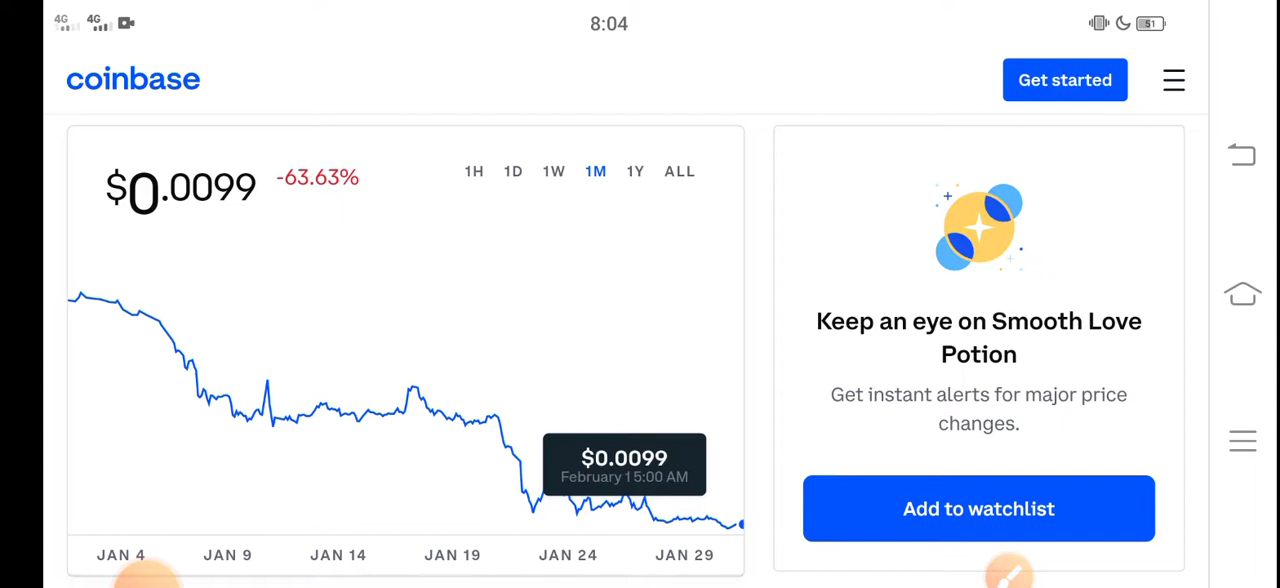 4G 4G 8:04 51
coinbase
Get started
$0.0099 -63.63%
1H 1D 1W 1M 1Y ALL
$0.0099
February 1 5:00 AM
JAN 4 JAN 9 JAN 14 JAN 19 JAN 24 JAN 29
Keep an eye on Smooth Love
Potion
Get instant alerts for major price
changes.
Add to watchlist